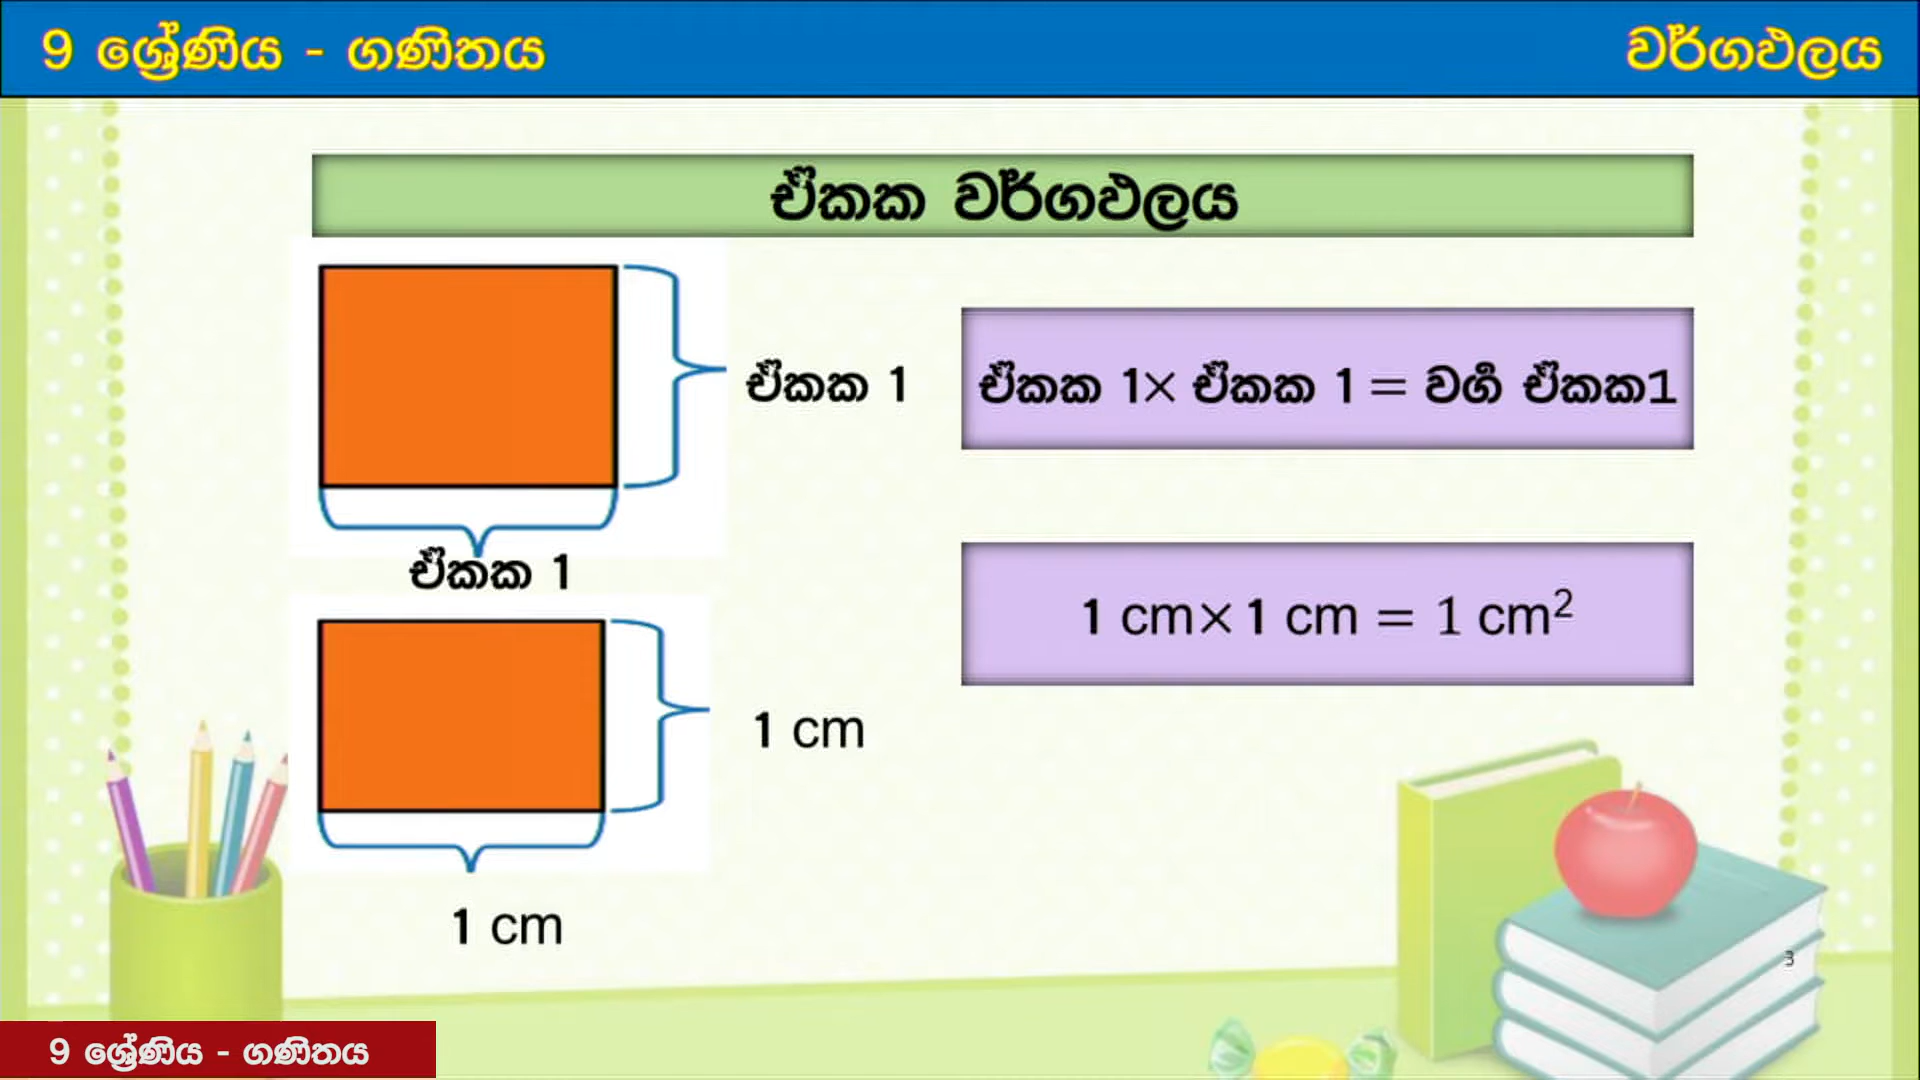 9 ශ්‍රේණිය - ගණිතය
වර්ගඵලය
ඒකක වර්ගඵලය
ඒකක 1
ඒකක 1× ඒකක 1 = වර්ග ඒකක1
ඒකක 1
1 cm× 1 cm = 1 cm²
1 cm
1 cm
3
9 ශ්‍රේණිය - ගණිතය